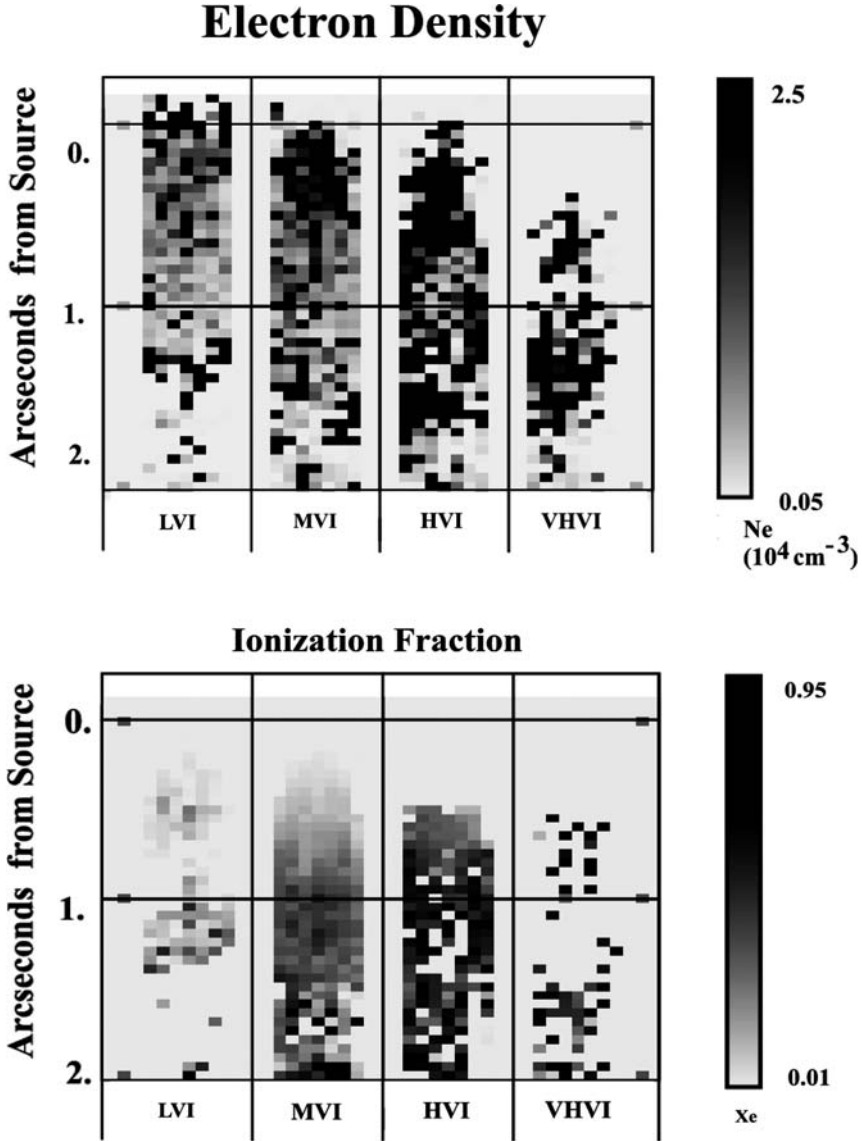 Electron Density
Arcseconds from Source
0.
1.
2.
LVI MVI HVI VHVI
2.5
0.05
Ne
(10⁴ cm⁻³)
Ionization Fraction
Arcseconds from Source
0.
1.
2.
LVI MVI HVI VHVI
0.95
0.01
Xe